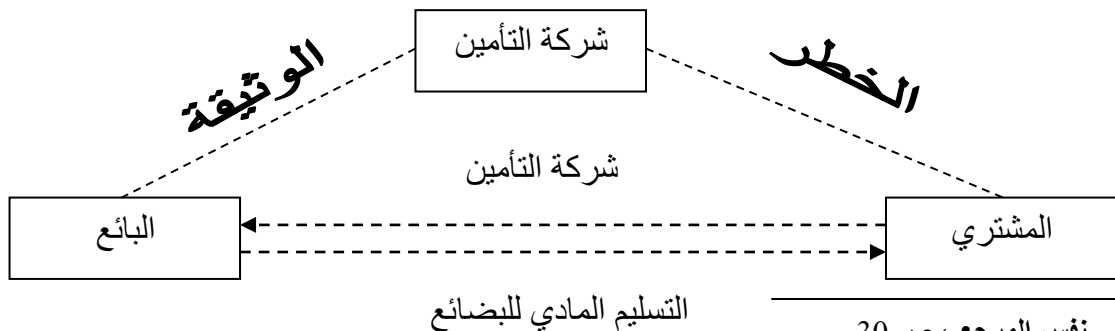 شركة التأمين
الخطر
الوثيقة
شركة التأمين
المشتري
البائع
التسليم المادي للبضائع
نفس المرجع، ص 30